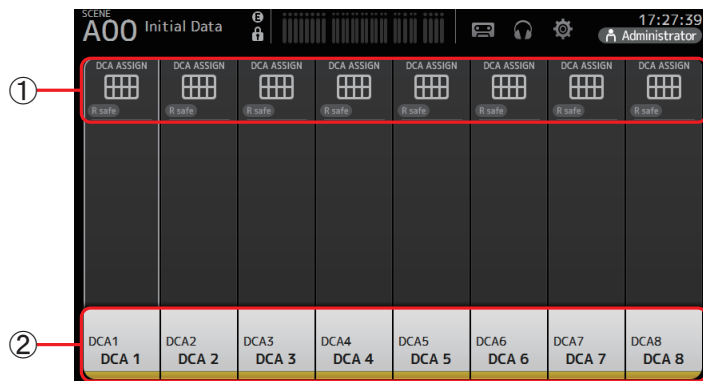 SCENE
A00 Initial Data
E
17:27:39
Administrator
①
DCA ASSIGN DCA ASSIGN DCA ASSIGN DCA ASSIGN DCA ASSIGN DCA ASSIGN DCA ASSIGN DCA ASSIGN
R safe R safe R safe R safe R safe R safe R safe R safe
②
DCA1 DCA2 DCA3 DCA4 DCA5 DCA6 DCA7 DCA8
DCA 1 DCA 2 DCA 3 DCA 4 DCA 5 DCA 6 DCA 7 DCA 8